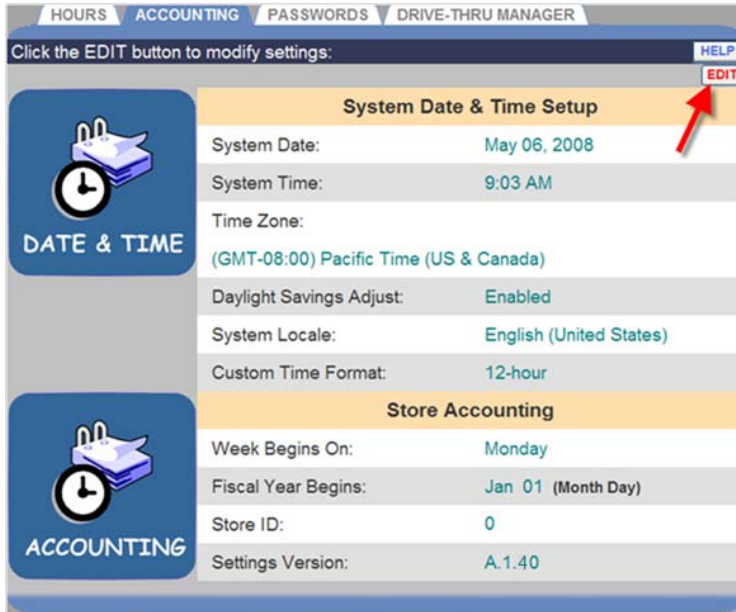 HOURS ACCOUNTING PASSWORDS DRIVE-THRU MANAGER
Click the EDIT button to modify settings: HELP
EDIT
System Date & Time Setup
System Date: May 06, 2008
System Time: 9:03 AM
Time Zone:
DATE & TIME
(GMT-08:00) Pacific Time (US & Canada)
Daylight Savings Adjust: Enabled
System Locale: English (United States)
Custom Time Format: 12-hour
Store Accounting
Week Begins On: Monday
Fiscal Year Begins: Jan 01 (Month Day)
Store ID: 0
ACCOUNTING
Settings Version: A.1.40